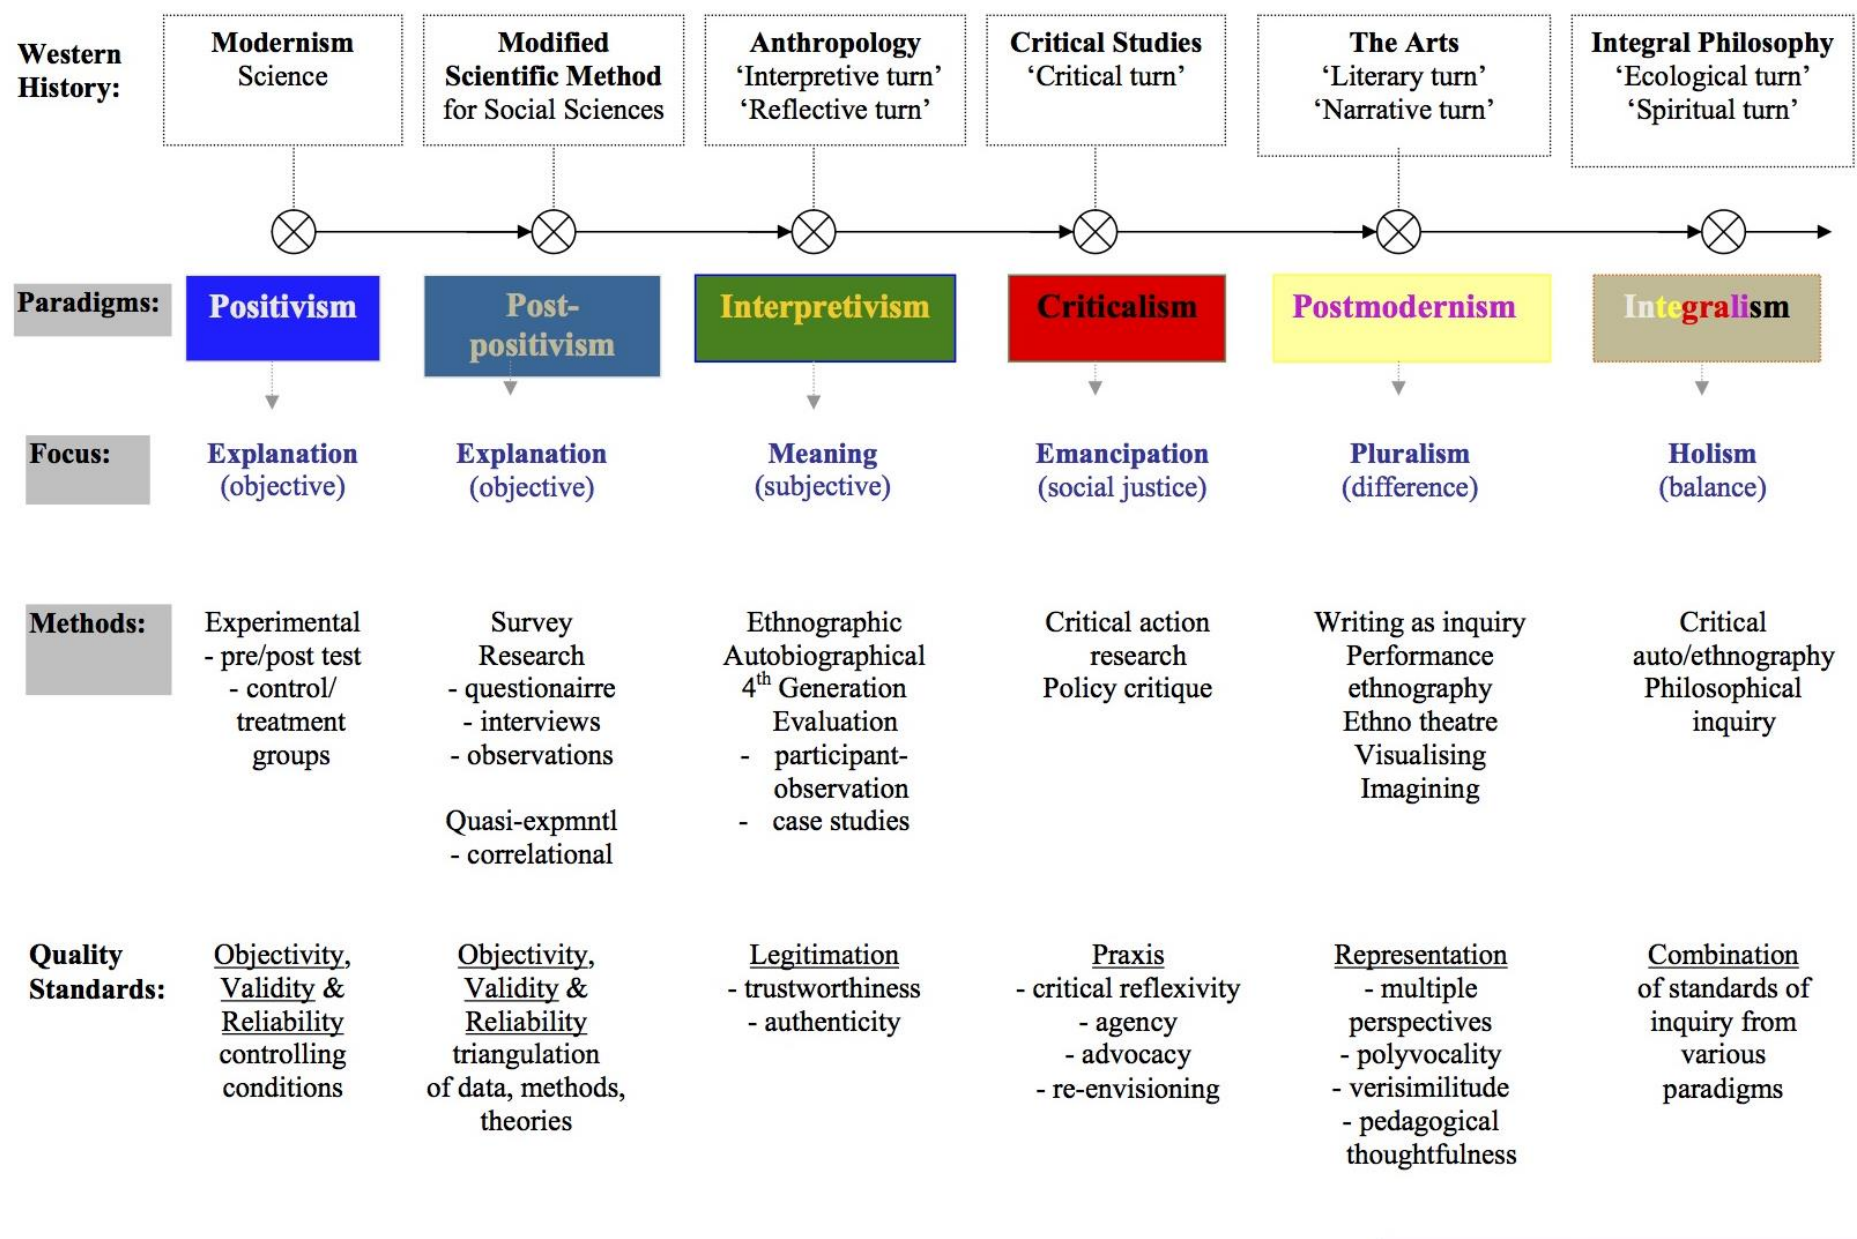 Western
History:
Modernism
Science
Modified
Scientific Method
for Social Sciences
Anthropology
‘Interpretive turn’
‘Reflective turn’
Critical Studies
‘Critical turn’
The Arts
‘Literary turn’
‘Narrative turn’
Integral Philosophy
‘Ecological turn’
‘Spiritual turn’
Paradigms:
Positivism
Post-
positivism
Interpretivism
Criticalism
Postmodernism
Integralism
Focus:
Explanation
(objective)
Explanation
(objective)
Meaning
(subjective)
Emancipation
(social justice)
Pluralism
(difference)
Holism
(balance)
Methods:
Experimental
- pre/post test
- control/
treatment
groups
Survey
Research
- questionairre
- interviews
- observations
Quasi-expmntl
- correlational
Ethnographic
Autobiographical
4th Generation
Evaluation
- participant-
observation
- case studies
Critical action
research
Policy critique
Writing as inquiry
Performance
ethnography
Ethno theatre
Visualising
Imagining
Critical
auto/ethnography
Philosophical
inquiry
Quality
Standards:
Objectivity,
Validity &
Reliability
controlling
conditions
Objectivity,
Validity &
Reliability
triangulation
of data, methods,
theories
Legitimation
- trustworthiness
- authenticity
Praxis
- critical reflexivity
- agency
- advocacy
- re-envisioning
Representation
- multiple
perspectives
- polyvocality
- verisimilitude
- pedagogical
thoughtfulness
Combination
of standards of
inquiry from
various
paradigms